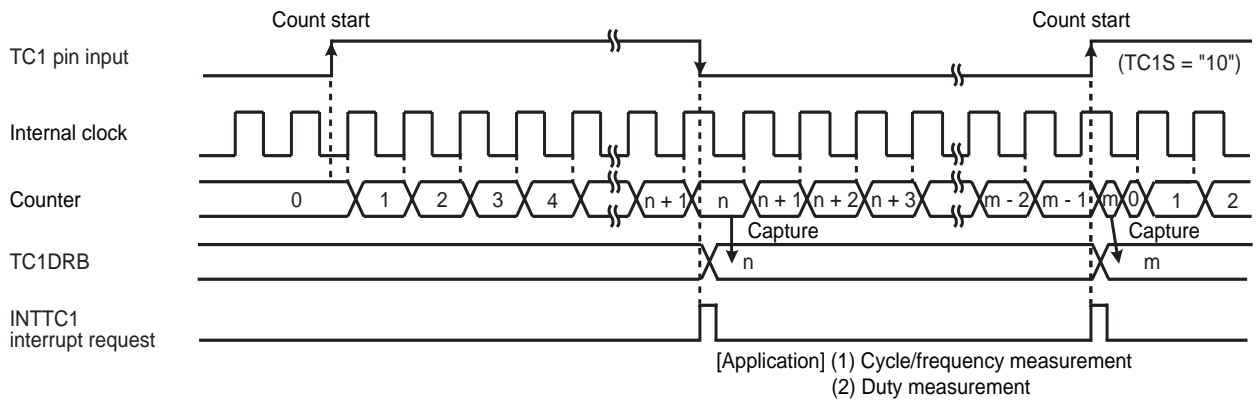 Count start
Count start
TC1 pin input
(TC1S = "10")
Internal clock
Counter
0 1 2 3 4 n + 1 n n + 1 n + 2 n + 3 m - 2 m - 1 m 0 1 2
Capture
Capture
TC1DRB
n
m
INTTC1
interrupt request
[Application] (1) Cycle/frequency measurement
(2) Duty measurement